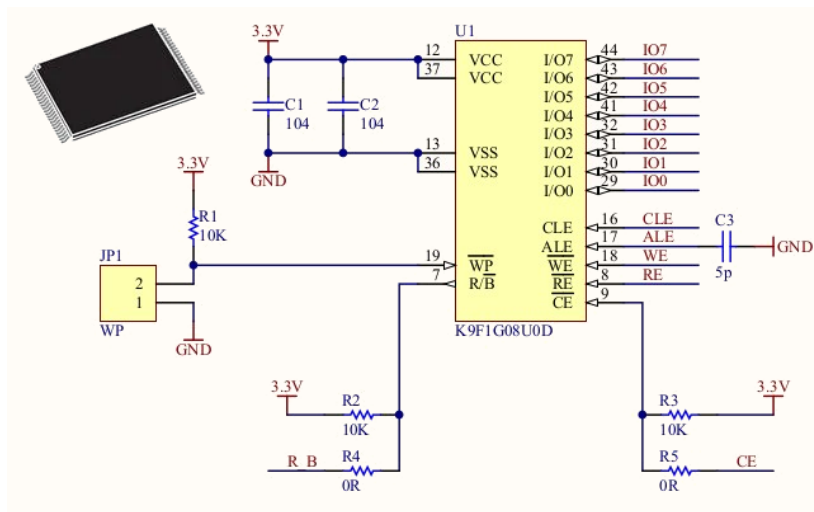 3.3V
U1
12 VCC I/O7 44 IO7
37 VCC I/O6 43 IO6
I/O5 42 IO5
C1 C2 I/O4 41 IO4
104 104 I/O3 32 IO3
13 VSS I/O2 31 IO2
36 VSS I/O1 30 IO1
GND I/O0 29 IO0
3.3V
R1
10K
CLE 16 CLE C3
ALE 17 ALE GND
JP1 19 WP WE 18 WE 5p
2 7 R/B RE 8 RE
1 CE 9
WP K9F1G08U0D
GND
3.3V R2 R3 3.3V
10K 10K
R_B R4 R5 CE
0R 0R